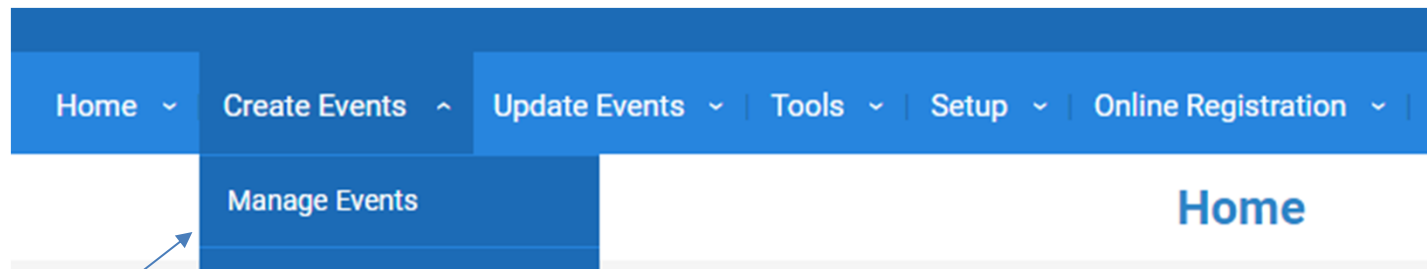 Home Create Events Update Events Tools Setup Online Registration
Manage Events
Home